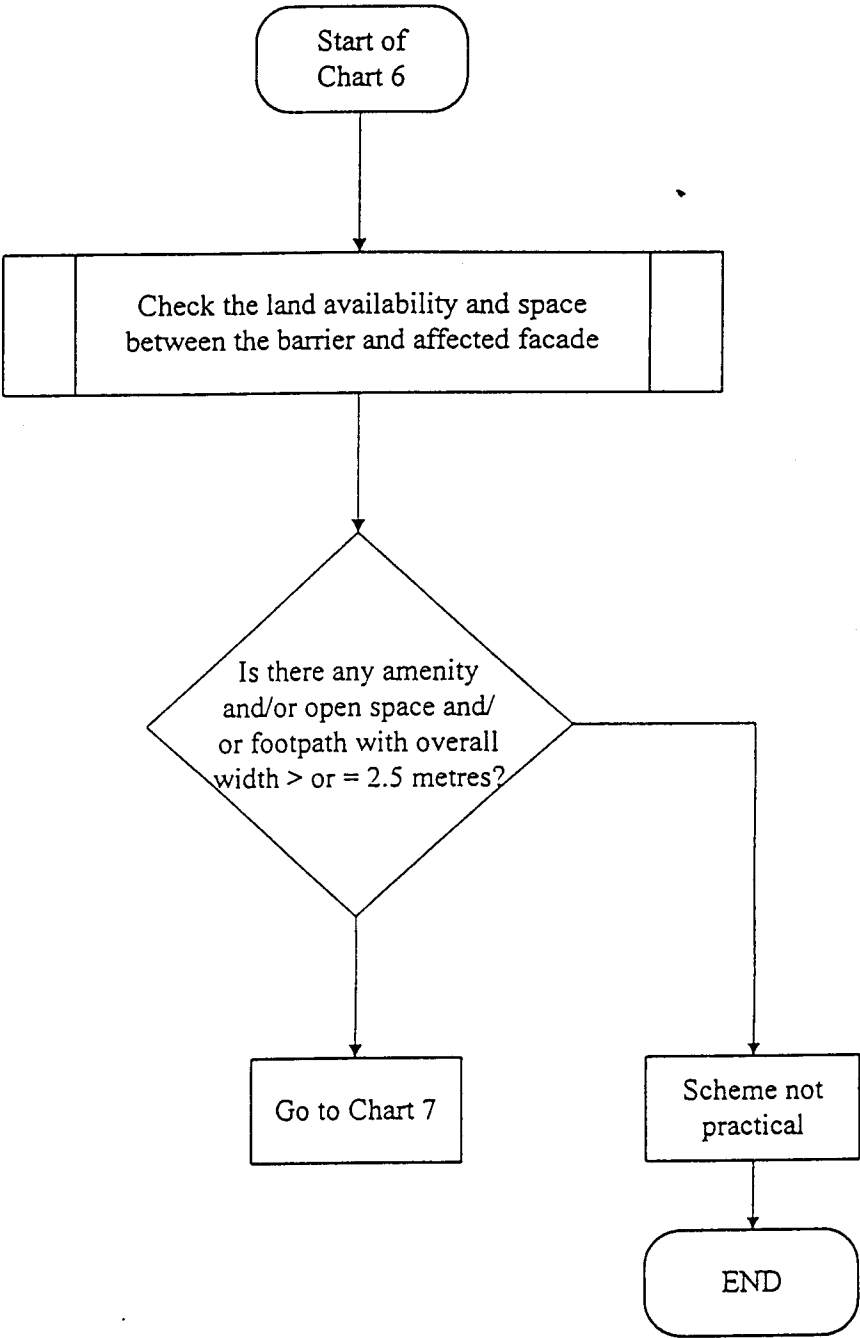 Start of
Chart 6
Check the land availability and space
between the barrier and affected facade
Is there any amenity
and/or open space and/
or footpath with overall
width > or = 2.5 metres?
Go to Chart 7
Scheme not
practical
END